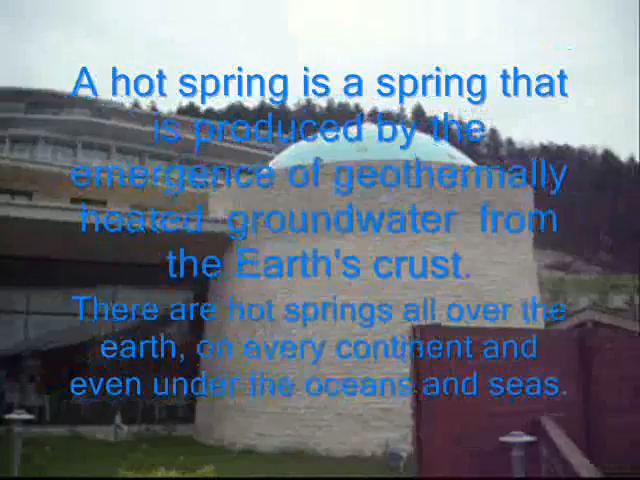 A hot spring is a spring that
is produced by the
emergence of geothermally
heated groundwater from
the Earth's crust.
There are hot springs all over the
earth, on every continent and
even under the oceans and seas.